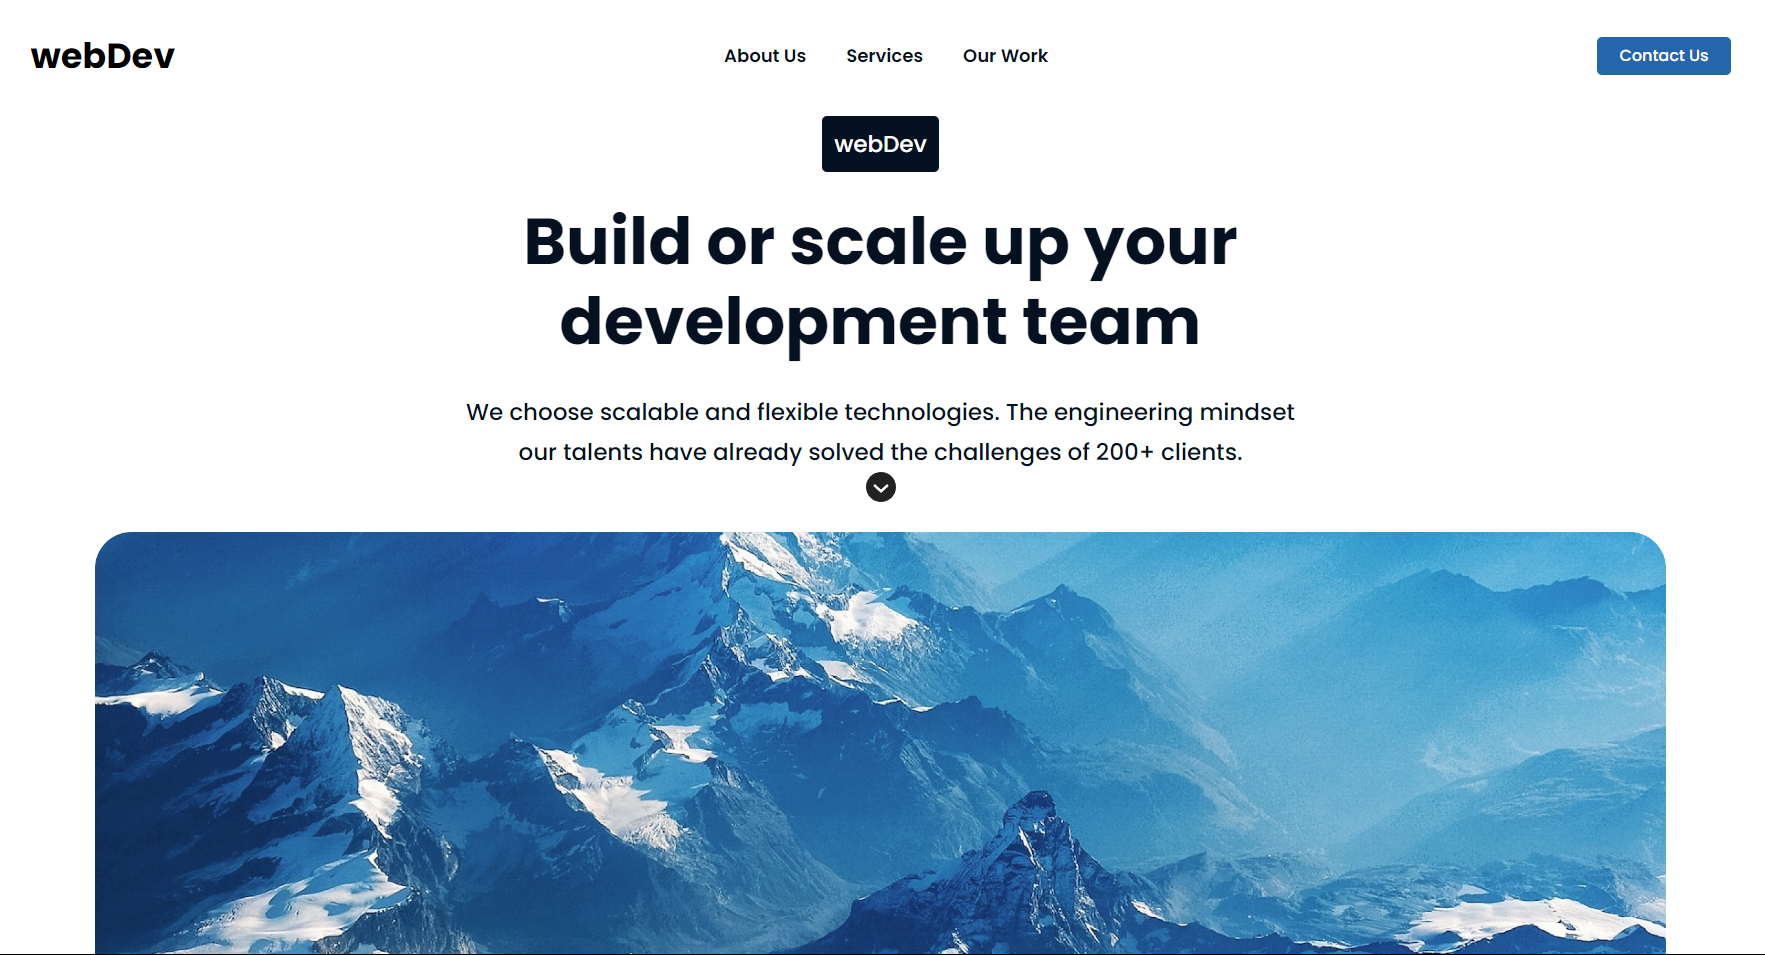 webDev
About Us
Services
Our Work
Contact Us
webDev
Build or scale up your
development team
We choose scalable and flexible technologies. The engineering mindset
our talents have already solved the challenges of 200+ clients.